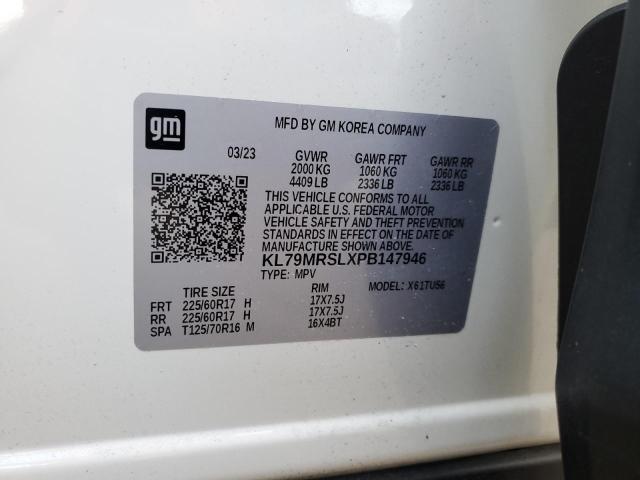 gm
MFD BY GM KOREA COMPANY
03/23 GVWR GAWR FRT GAWR RR
2000 KG 1060 KG 1060 KG
4409 LB 2336 LB 2336 LB
THIS VEHICLE CONFORMS TO ALL
APPLICABLE U.S. FEDERAL MOTOR
VEHICLE SAFETY AND THEFT PREVENTION
STANDARDS IN EFFECT ON THE DATE OF
MANUFACTURE SHOWN ABOVE.
KL79MRSLXPB147946
TYPE: MPV MODEL: X61TU56
TIRE SIZE RIM
FRT 225/60R17 H 17X7.5J
RR 225/60R17 H 17X7.5J
SPA T125/70R16 M 16X4BT